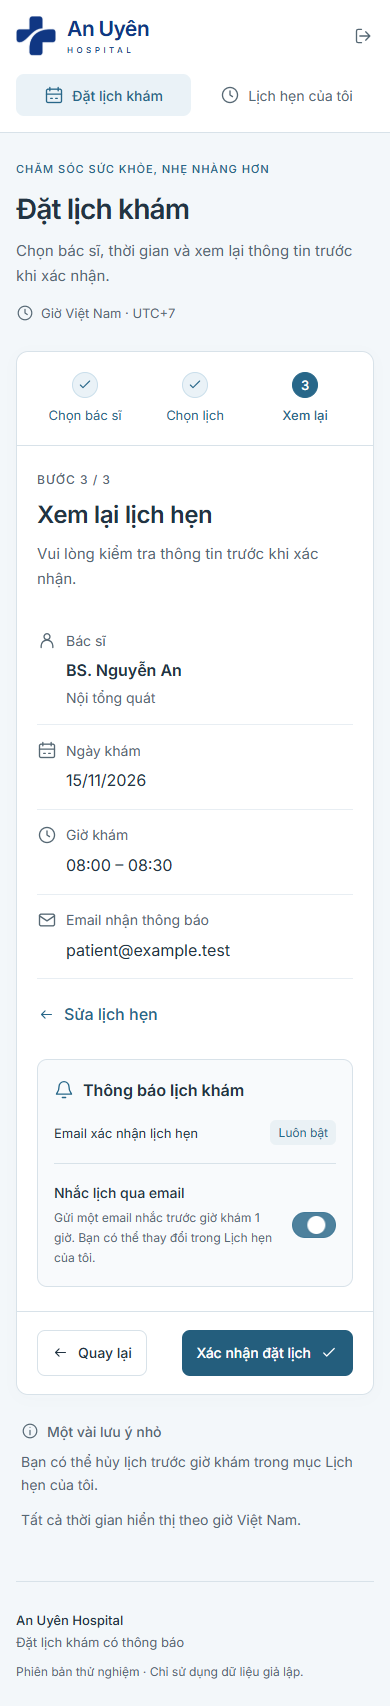 An Uyên
HOSPITAL
Đặt lịch khám
Lịch hẹn của tôi
CHĂM SÓC SỨC KHỎE, NHẸ NHÀNG HƠN
Đặt lịch khám
Chọn bác sĩ, thời gian và xem lại thông tin trước
khi xác nhận.
Giờ Việt Nam · UTC+7
3
Chọn bác sĩ
Chọn lịch
Xem lại
BƯỚC 3 / 3
Xem lại lịch hẹn
Vui lòng kiểm tra thông tin trước khi xác
nhận.
Bác sĩ
BS. Nguyễn An
Nội tổng quát
Ngày khám
15/11/2026
Giờ khám
08:00 – 08:30
Email nhận thông báo
patient@example.test
Sửa lịch hẹn
Thông báo lịch khám
Email xác nhận lịch hẹn
Luôn bật
Nhắc lịch qua email
Gửi một email nhắc trước giờ khám 1
giờ. Bạn có thể thay đổi trong Lịch hẹn
của tôi.
Quay lại
Xác nhận đặt lịch
Một vài lưu ý nhỏ
Bạn có thể hủy lịch trước giờ khám trong mục Lịch
hẹn của tôi.
Tất cả thời gian hiển thị theo giờ Việt Nam.
An Uyên Hospital
Đặt lịch khám có thông báo
Phiên bản thử nghiệm · Chỉ sử dụng dữ liệu giả lập.